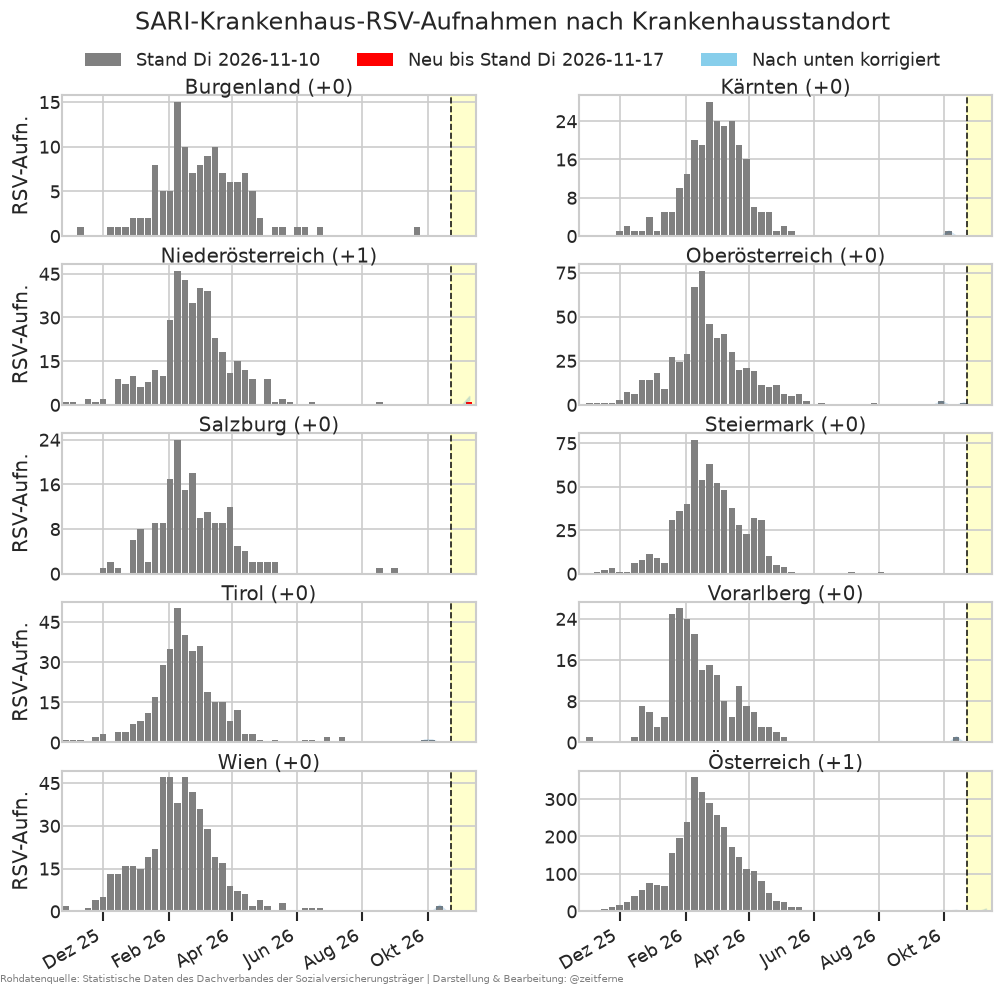 SARI-Krankenhaus-RSV-Aufnahmen nach Krankenhausstandort
Stand Di 2026-11-10 Neu bis Stand Di 2026-11-17 Nach unten korrigiert
Burgenland (+0)
RSV-Aufn.
15
10
5
0
Kärnten (+0)
24
16
8
0
Niederösterreich (+1)
RSV-Aufn.
45
30
15
0
Oberösterreich (+0)
75
50
25
0
Salzburg (+0)
RSV-Aufn.
24
16
8
0
Steiermark (+0)
75
50
25
0
Tirol (+0)
RSV-Aufn.
45
30
15
0
Vorarlberg (+0)
24
16
8
0
Wien (+0)
RSV-Aufn.
45
30
15
0
Dez 25 Feb 26 Apr 26 Jun 26 Aug 26 Okt 26
Österreich (+1)
300
200
100
0
Dez 25 Feb 26 Apr 26 Jun 26 Aug 26 Okt 26
Rohdatenquelle: Statistische Daten des Dachverbandes der Sozialversicherungsträger | Darstellung & Bearbeitung: @zeitferne